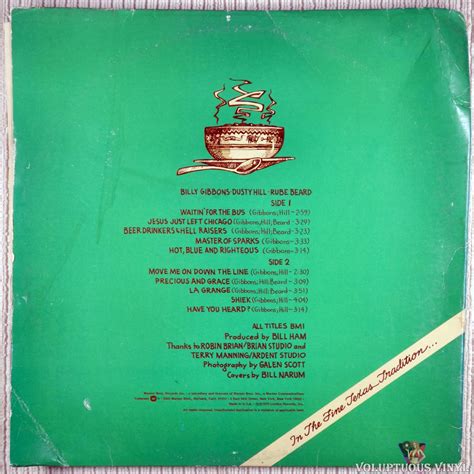 BILLY GIBBONS · DUSTY HILL · RUBE BEARD
SIDE 1
WAITIN' FOR THE BUS (Gibbons; Hill - 2:59)
JESUS JUST LEFT CHICAGO (Gibbons; Hill; Beard - 3:29)
BEER DRINKERS & HELL RAISERS (Gibbons; Hill; Beard - 3:23)
MASTER OF SPARKS (Gibbons - 3:33)
HOT, BLUE AND RIGHTEOUS (Gibbons - 3:14)
SIDE 2
MOVE ME ON DOWN THE LINE (Gibbons; Hill - 2:30)
PRECIOUS AND GRACE (Gibbons; Hill; Beard - 3:09)
LA GRANGE (Gibbons; Hill; Beard - 3:51)
SHIEK (Gibbons; Hill - 4:04)
HAVE YOU HEARD? (Gibbons; Hill - 3:14)
ALL TITLES BMI
Produced by BILL HAM
Thanks to ROBIN BRIAN/BRIAN STUDIO and
TERRY MANNING/ARDENT STUDIO
Photography by GALEN SCOTT
Covers by BILL NARUM
In The Fine Texas Tradition...
VOLUPTUOUS VINYL